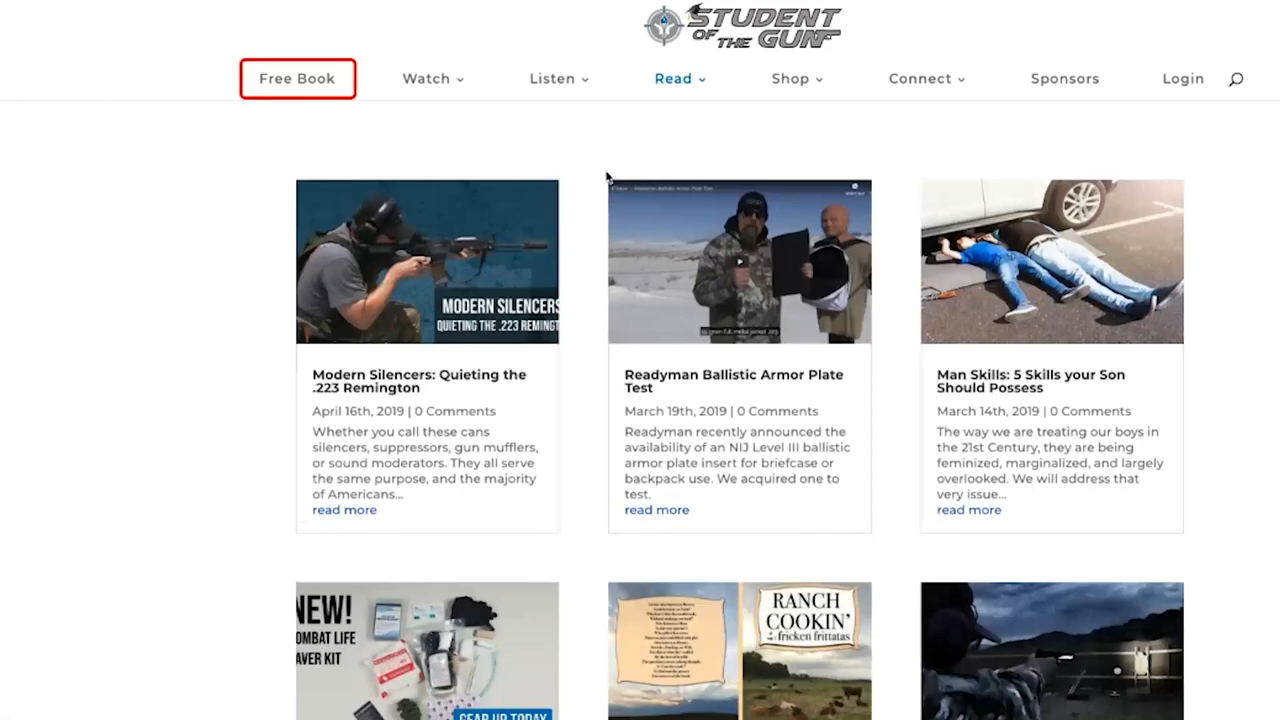 STUDENT
OF THE GUN
Free Book
Watch
Listen
Read
Shop
Connect
Sponsors
Login
MODERN SILENCERS
QUIETING THE .223 REMINGT
Modern Silencers: Quieting the
.223 Remington
April 16th, 2019 | 0 Comments
Whether you call these cans
silencers, suppressors, gun mufflers,
or sound moderators. They all serve
the same purpose, and the majority
of Americans...
read more
Readyman Ballistic Armor Plate
Test
March 19th, 2019 | 0 Comments
Readyman recently announced the
availability of an NIJ Level III ballistic
armor plate insert for briefcase or
backpack use. We acquired one to
test.
read more
Man Skills: 5 Skills your Son
Should Possess
March 14th, 2019 | 0 Comments
The way we are treating our boys in
the 21st Century, they are being
feminized, marginalized, and largely
overlooked. We will address that
very issue...
read more
NEW!
OMBAT LIFE
AVER KIT
GEAR UP TODAY
RANCH
COOKIN'
fricken frittatas